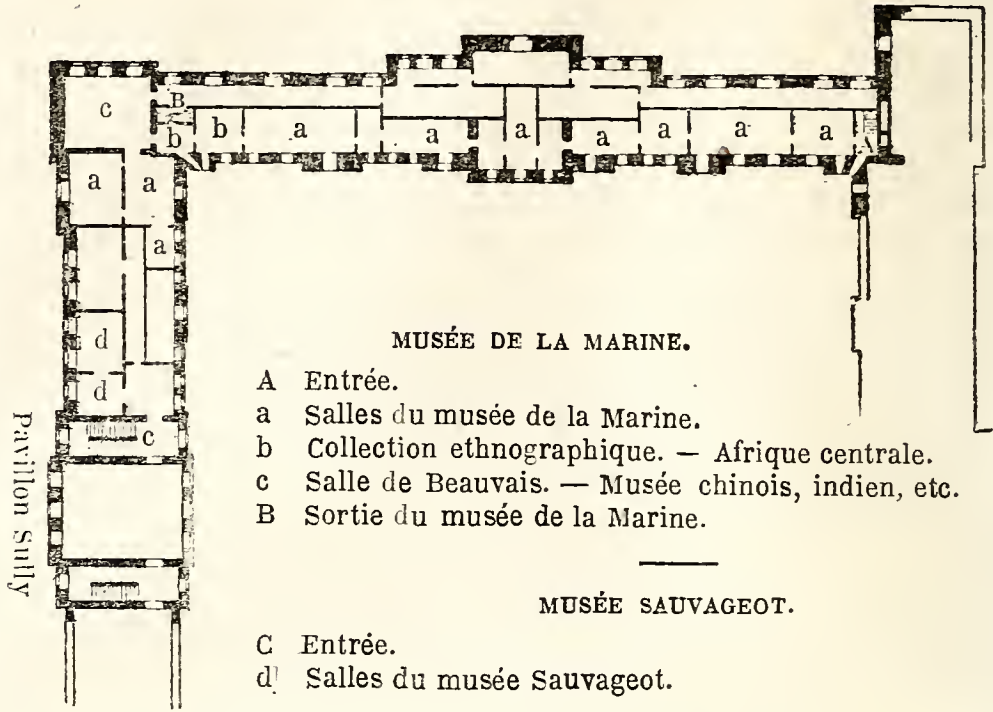 c
B
b
b
a
a
a
a
a
a
a
A
a
a
a
d
d
c
Pavillon Sully
MUSÉE DE LA MARINE.
A Entrée.
a Salles du musée de la Marine.
b Collection ethnographique. — Afrique centrale.
c Salle de Beauvais. — Musée chinois, indien, etc.
B Sortie du musée de la Marine.
MUSÉE SAUVAGEOT.
C Entrée.
d Salles du musée Sauvageot.